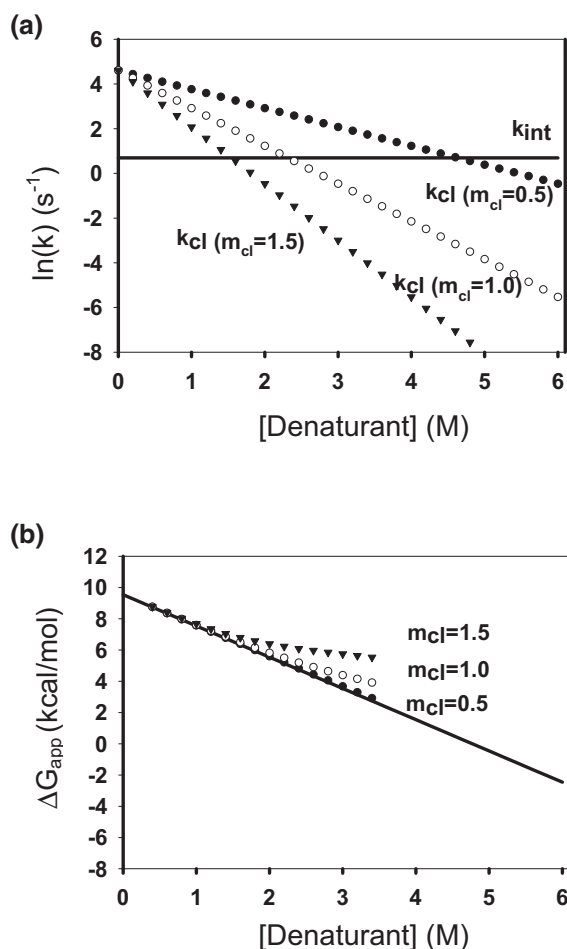 (a)
6
4
2
0
-2
-4
-6
-8
ln(k) (s-1)
kint
kcl (mcl=0.5)
kcl (mcl=1.5)
kcl (mcl=1.0)
0 1 2 3 4 5 6
[Denaturant] (M)
(b)
12
10
8
6
4
2
0
-2
-4
-6
-8
ΔGapp (kcal/mol)
mcl=1.5
mcl=1.0
mcl=0.5
0 1 2 3 4 5 6
[Denaturant] (M)